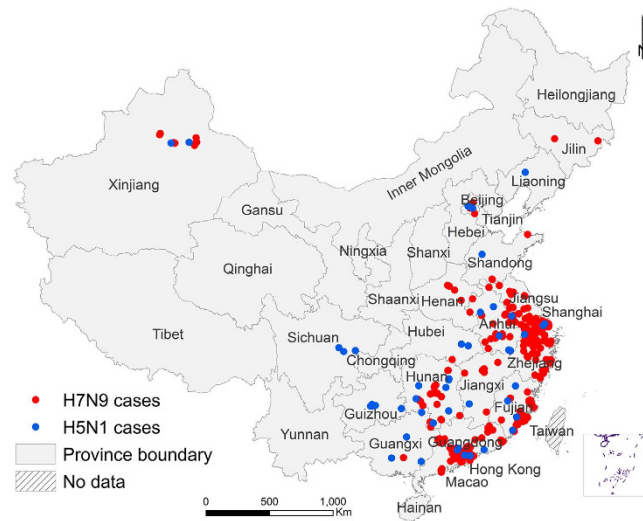 N
Heilongjiang
Jilin
Inner Mongolia
Liaoning
Xinjiang
Beijing
Gansu
Tianjin
Hebei
Ningxia
Shanxi
Qinghai
Shandong
Shaanxi
Henan
Jiangsu
Shanghai
Tibet
Anhui
Hubei
Sichuan
Chongqing
Zhejiang
Hunan
Jiangxi
Guizhou
Fujian
Yunnan
Taiwan
Guangxi
Guangdong
Hong Kong
Macao
Hainan
H7N9 cases
H5N1 cases
Province boundary
No data
0 500 1,000
Km